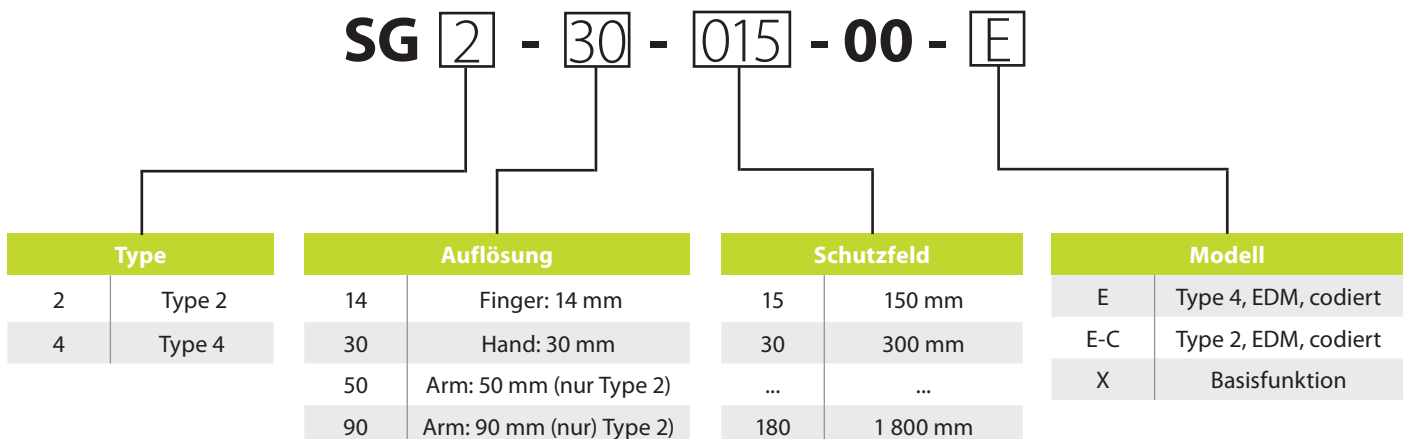 SG 2 - 30 - 015 - 00 - E
Type
2 Type 2
4 Type 4
Auflösung
14 Finger: 14 mm
30 Hand: 30 mm
50 Arm: 50 mm (nur Type 2)
90 Arm: 90 mm (nur) Type 2)
Schutzfeld
15 150 mm
30 300 mm
... ...
180 1 800 mm
Modell
E Type 4, EDM, codiert
E-C Type 2, EDM, codiert
X Basisfunktion